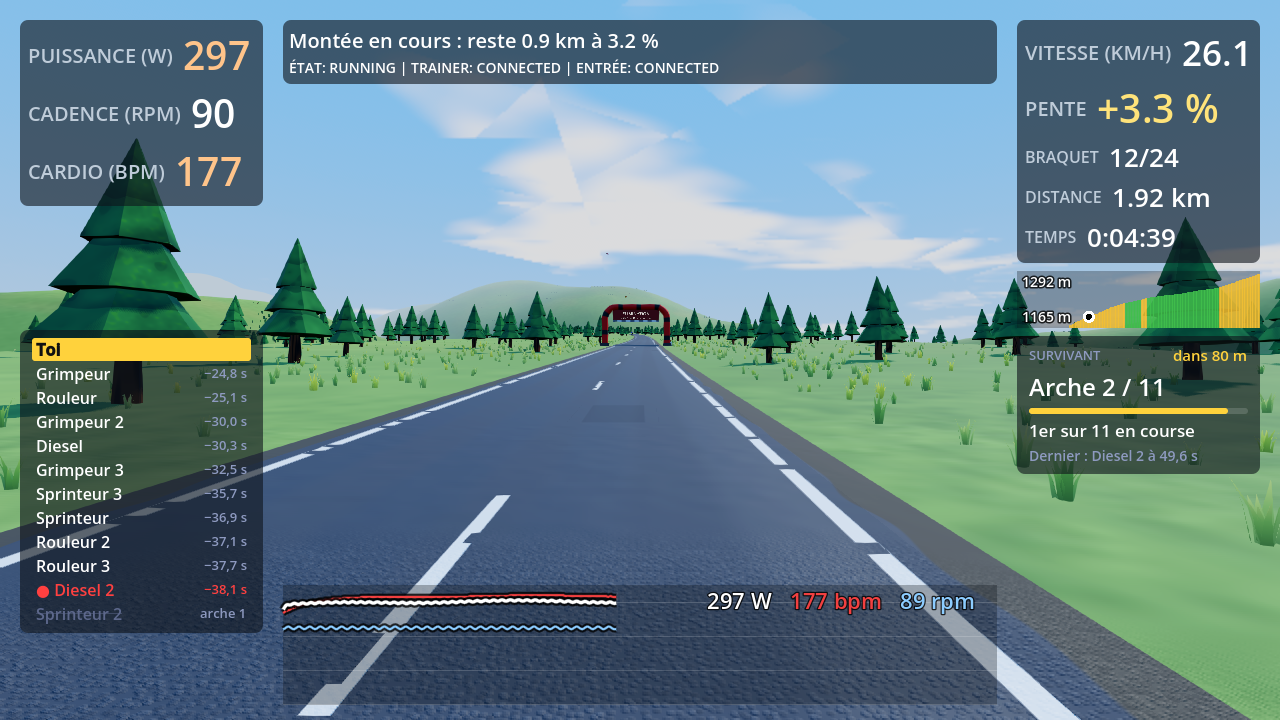 PUISSANCE (W) 297
CADENCE (RPM) 90
CARDIO (BPM) 177
Montée en cours : reste 0.9 km à 3.2 %
ÉTAT: RUNNING | TRAINER: CONNECTED | ENTRÉE: CONNECTED
VITESSE (KM/H) 26.1
PENTE +3.3 %
BRAQUET 12/24
DISTANCE 1.92 km
TEMPS 0:04:39
1292 m
1165 m
SURVIVANT dans 80 m
Arche 2 / 11
1er sur 11 en course
Dernier : Diesel 2 à 49,6 s
Toi
Grimpeur −24,8 s
Rouleur −25,1 s
Grimpeur 2 −30,0 s
Diesel −30,3 s
Grimpeur 3 −32,5 s
Sprinteur 3 −35,7 s
Sprinteur −36,9 s
Rouleur 2 −37,1 s
Rouleur 3 −37,7 s
Diesel 2 −38,1 s
Sprinteur 2 arche 1
297 W 177 bpm 89 rpm